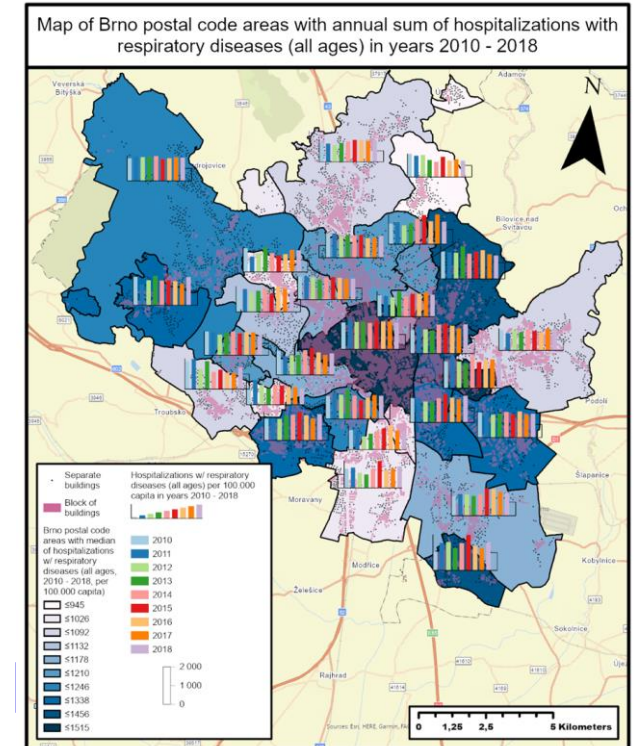 Map of Brno postal code areas with annual sum of hospitalizations with
respiratory diseases (all ages) in years 2010 - 2018
Veverská
Bítýška
Adamov
N
Bílovice nad
Svitavou
Troubsko
Podolí
Šlapanice
Moravany
Modřice
Kobylnice
Želešice
Sokolnice
Rajhrad
Separate
buildings
Block of
buildings
Brno postal code
areas with median
of hospitalizations
w/ respiratory
diseases (all ages,
2010 - 2018, per
100 000 capita)
≤945
≤1026
≤1092
≤1132
≤1178
≤1210
≤1246
≤1338
≤1456
≤1515
Hospitalizations w/ respiratory
diseases (all ages) per 100.000
capita in years 2010 - 2018
2010
2011
2012
2013
2014
2015
2016
2017
2018
2 000
1 000
0
Sources: Esri, HERE, Garmin,
0 1,25 2,5 5 Kilometers